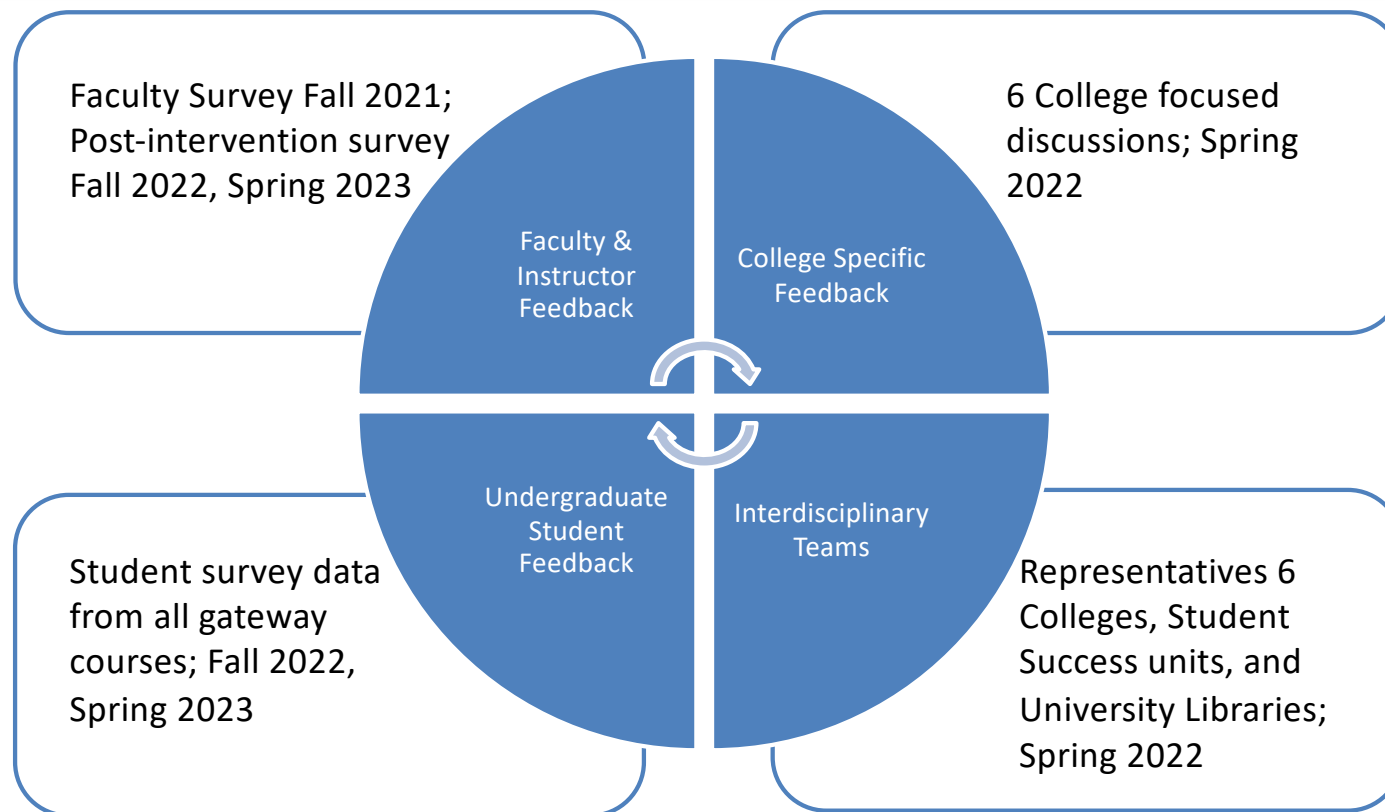 Faculty Survey Fall 2021;
Post-intervention survey
Fall 2022, Spring 2023
Faculty &
Instructor
Feedback
6 College focused
discussions; Spring
2022
College Specific
Feedback
Undergraduate
Student
Feedback
Student survey data
from all gateway
courses; Fall 2022,
Spring 2023
Interdisciplinary
Teams
Representatives 6
Colleges, Student
Success units, and
University Libraries;
Spring 2022